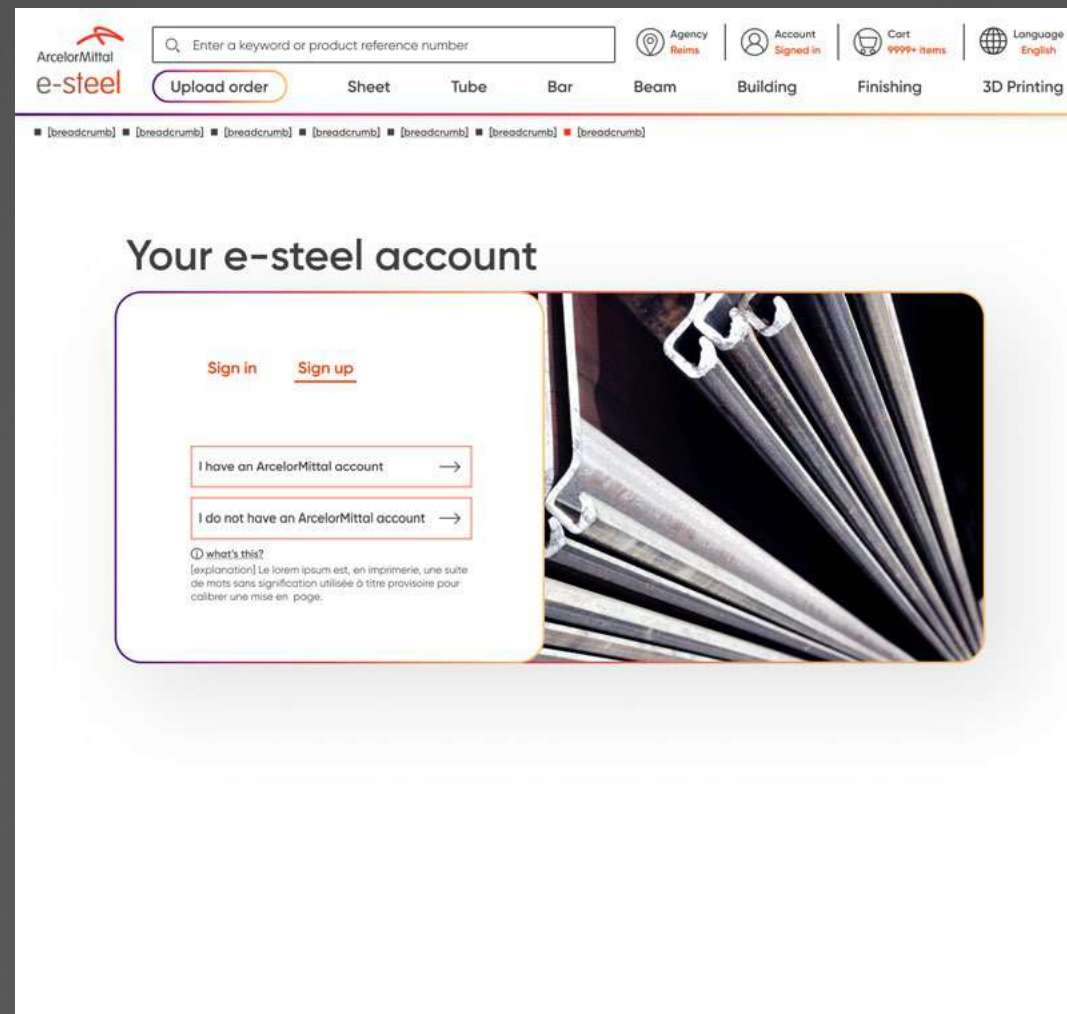 ArcelorMittal
e-steel
Enter a keyword or product reference number
Agency
Reims
Account
Signed in
Cart
9999+ items
Language
English
Upload order
Sheet
Tube
Bar
Beam
Building
Finishing
3D Printing
[breadcrumb] [breadcrumb] [breadcrumb] [breadcrumb] [breadcrumb] [breadcrumb] [breadcrumb]
Your e-steel account
Sign in
Sign up
I have an ArcelorMittal account
I do not have an ArcelorMittal account
what's this?
[explanation] Le lorem ipsum est, en imprimerie, une suite
de mots sans signification utilisée à titre provisoire pour
calibrer une mise en page.